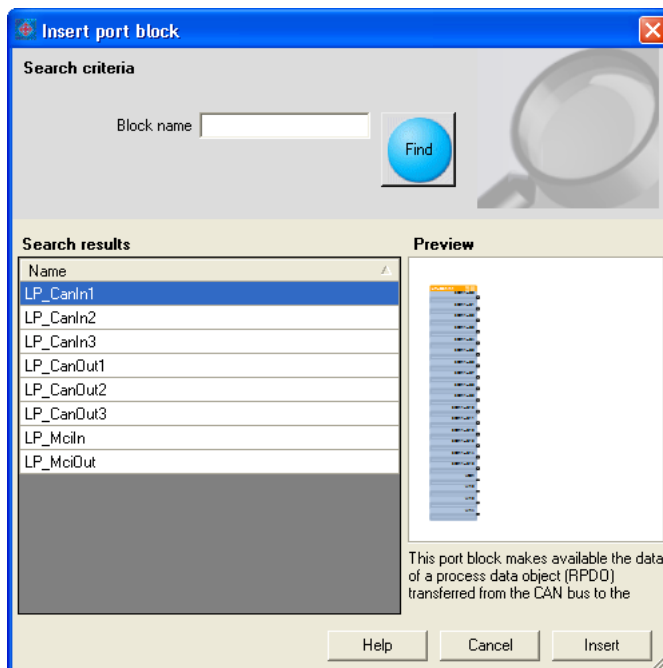 Insert port block
Search criteria
Block name
Find
Search results
Preview
Name
LP_CanIn1
LP_CanIn2
LP_CanIn3
LP_CanOut1
LP_CanOut2
LP_CanOut3
LP_MciIn
LP_MciOut
This port block makes available the data
of a process data object (RPDO)
transferred from the CAN bus to the
Help
Cancel
Insert